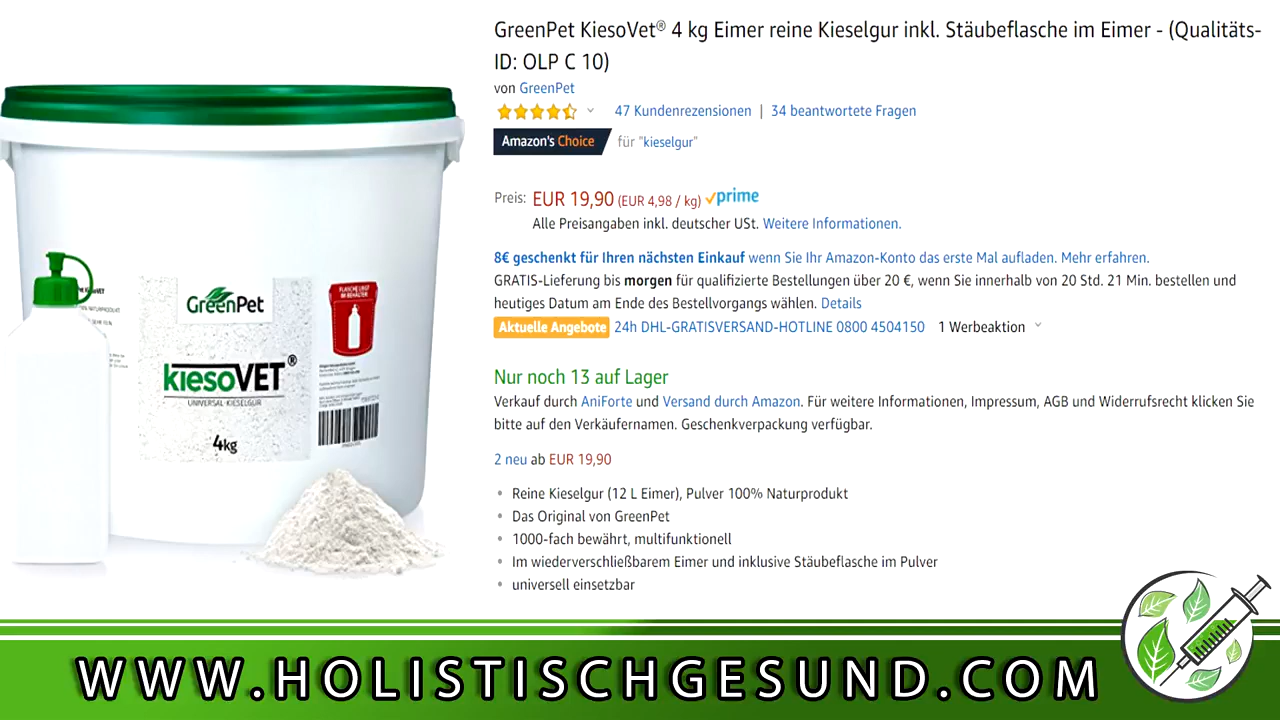 GreenPet KiesoVet® 4 kg Eimer reine Kieselgur inkl. Stäubeflasche im Eimer - (Qualitäts-
ID: OLP C 10)
von GreenPet
47 Kundenrezensionen | 34 beantwortete Fragen
Amazon's Choice für "kieselgur"
Preis: EUR 19,90 (EUR 4,98 / kg) prime
Alle Preisangaben inkl. deutscher USt. Weitere Informationen.
8€ geschenkt für Ihren nächsten Einkauf wenn Sie Ihr Amazon-Konto das erste Mal aufladen. Mehr erfahren.
GRATIS-Lieferung bis morgen für qualifizierte Bestellungen über 20 €, wenn Sie innerhalb von 20 Std. 21 Min. bestellen und
heutiges Datum am Ende des Bestellvorgangs wählen. Details
Aktuelle Angebote 24h DHL-GRATISVERSAND-HOTLINE 0800 4504150 1 Werbeaktion
Nur noch 13 auf Lager
Verkauf durch AniForte und Versand durch Amazon. Für weitere Informationen, Impressum, AGB und Widerrufsrecht klicken Sie
bitte auf den Verkäufernamen. Geschenkverpackung verfügbar.
2 neu ab EUR 19,90
• Reine Kieselgur (12 L Eimer), Pulver 100% Naturprodukt
• Das Original von GreenPet
• 1000-fach bewährt, multifunktionell
• Im wiederverschließbarem Eimer und inklusive Stäubeflasche im Pulver
• universell einsetzbar
GreenPet
kiesoVET®
UNIVERSAL-KIESELGUR
4kg
FLASCHE LIEGT
IM BEHÄLTER
WWW.HOLISTISCHGESUND.COM